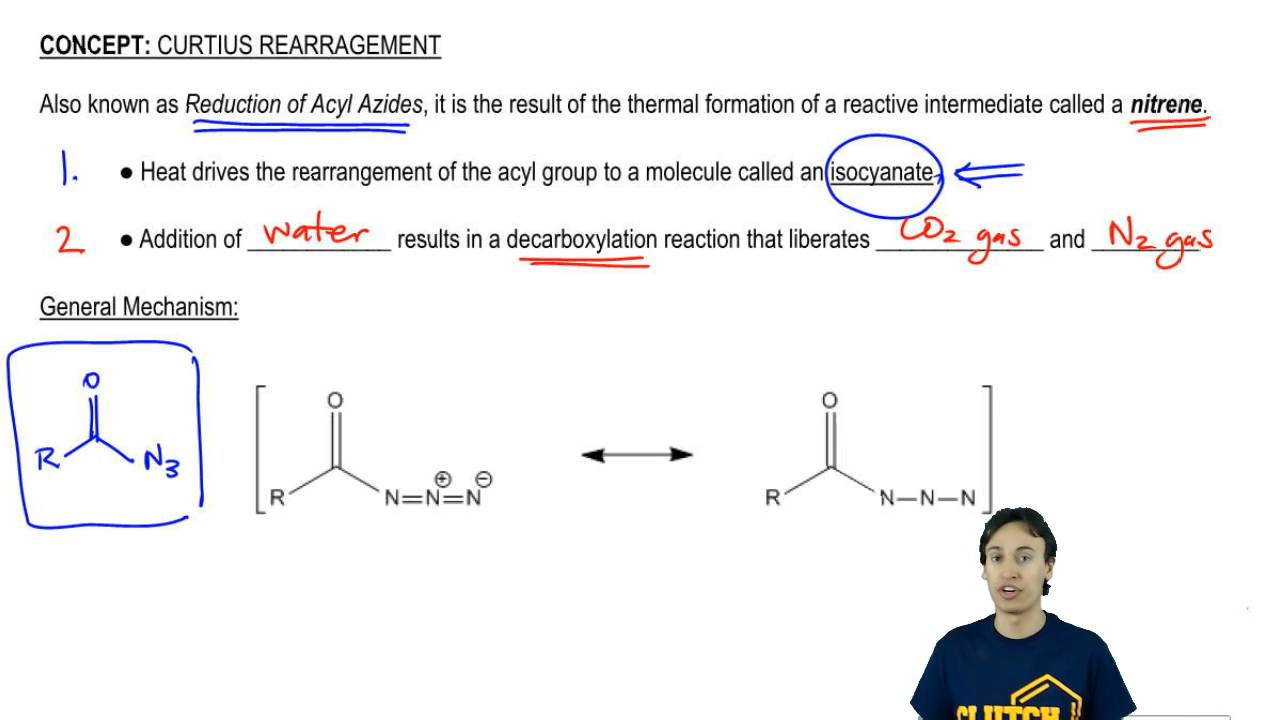 CONCEPT: CURTIUS REARRAGEMENT
Also known as Reduction of Acyl Azides, it is the result of the thermal formation of a reactive intermediate called a nitrene.
1. ● Heat drives the rearrangement of the acyl group to a molecule called an isocyanate.
2 ● Addition of water results in a decarboxylation reaction that liberates CO2 gas and N2 gas
General Mechanism:
O
R N3
O
R N=N=N ⊕ ⊖
O
R N—N—N
CLUTCH